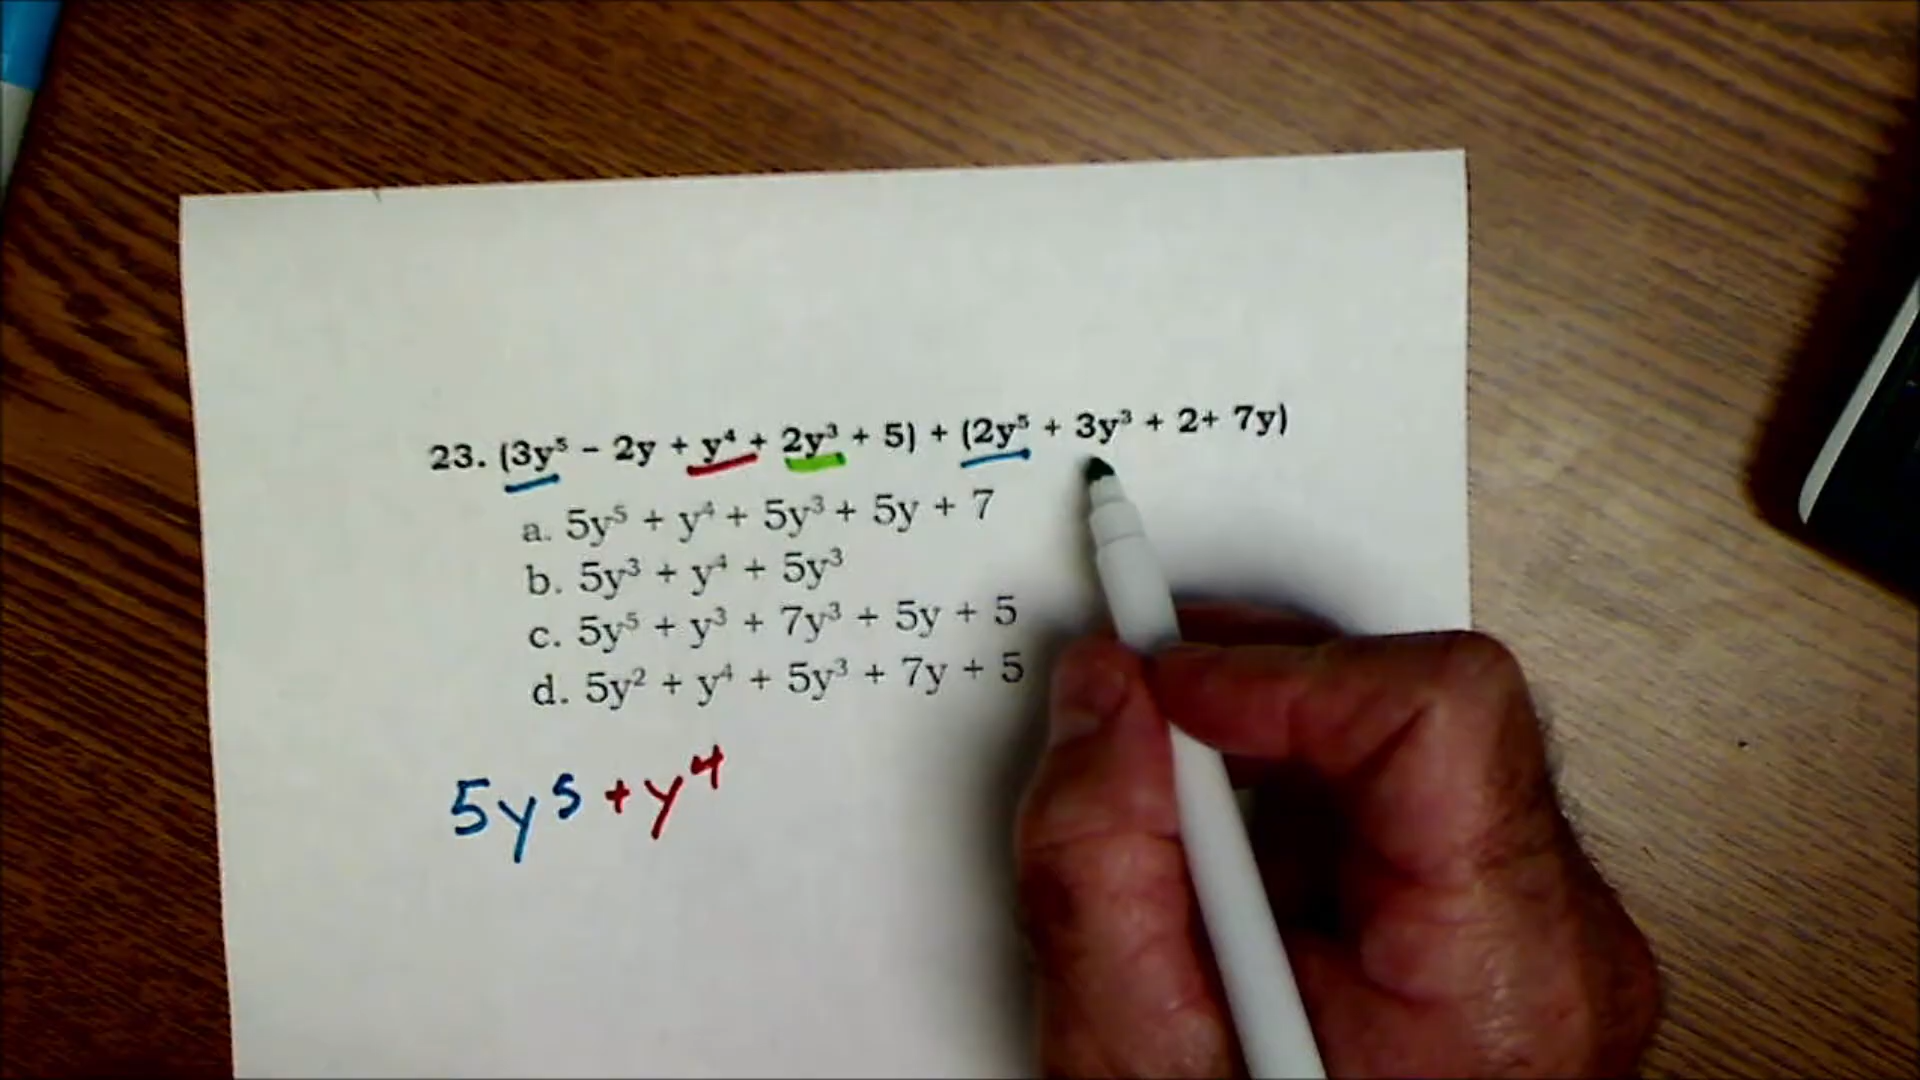 23. (3y⁵ - 2y + y⁴ + 2y³ + 5) + (2y⁵ + 3y³ + 2+ 7y)
a. 5y⁵ + y⁴ + 5y³ + 5y + 7
b. 5y³ + y⁴ + 5y³
c. 5y⁵ + y³ + 7y³ + 5y + 5
d. 5y² + y⁴ + 5y³ + 7y + 5
5y⁵ + y⁴